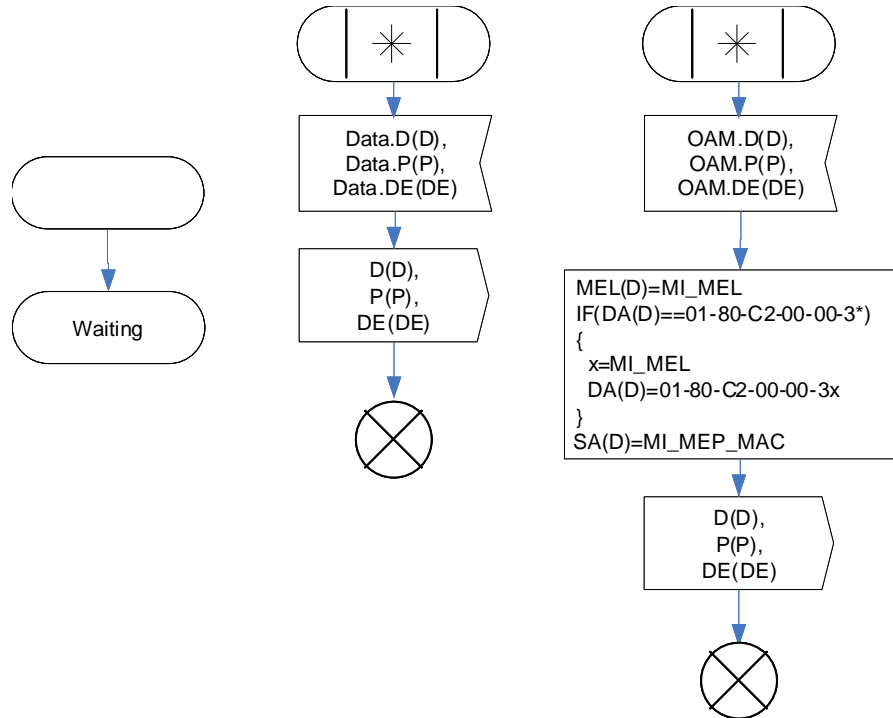 Waiting
*
Data.D(D),
Data.P(P),
Data.DE(DE)
D(D),
P(P),
DE(DE)
*
OAM.D(D),
OAM.P(P),
OAM.DE(DE)
MEL(D)=MI_MEL
IF(DA(D)==01-80-C2-00-00-3*)
{
x=MI_MEL
DA(D)=01-80-C2-00-00-3x
}
SA(D)=MI_MEP_MAC
D(D),
P(P),
DE(DE)